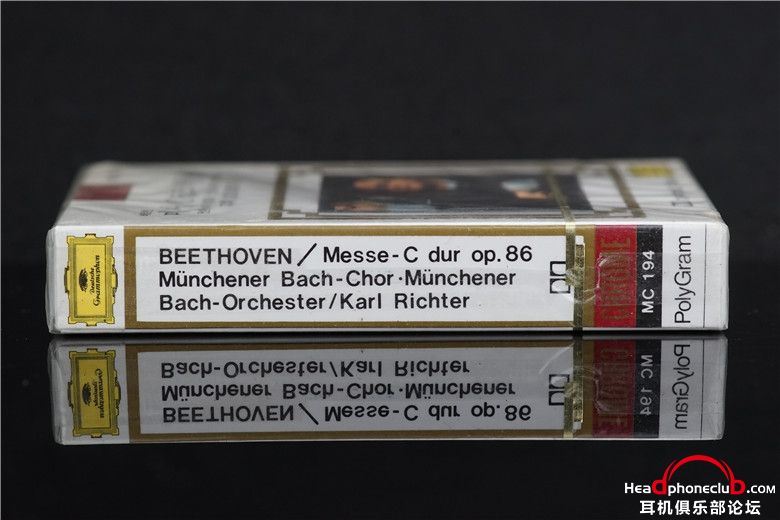 Deutsche
Grammophon
BEETHOVEN / Messe-C dur op. 86
Münchener Bach-Chor·Münchener
Bach-Orchester/Karl Richter
MC 194
PolyGram
Headphoneclub.com
耳机俱乐部论坛